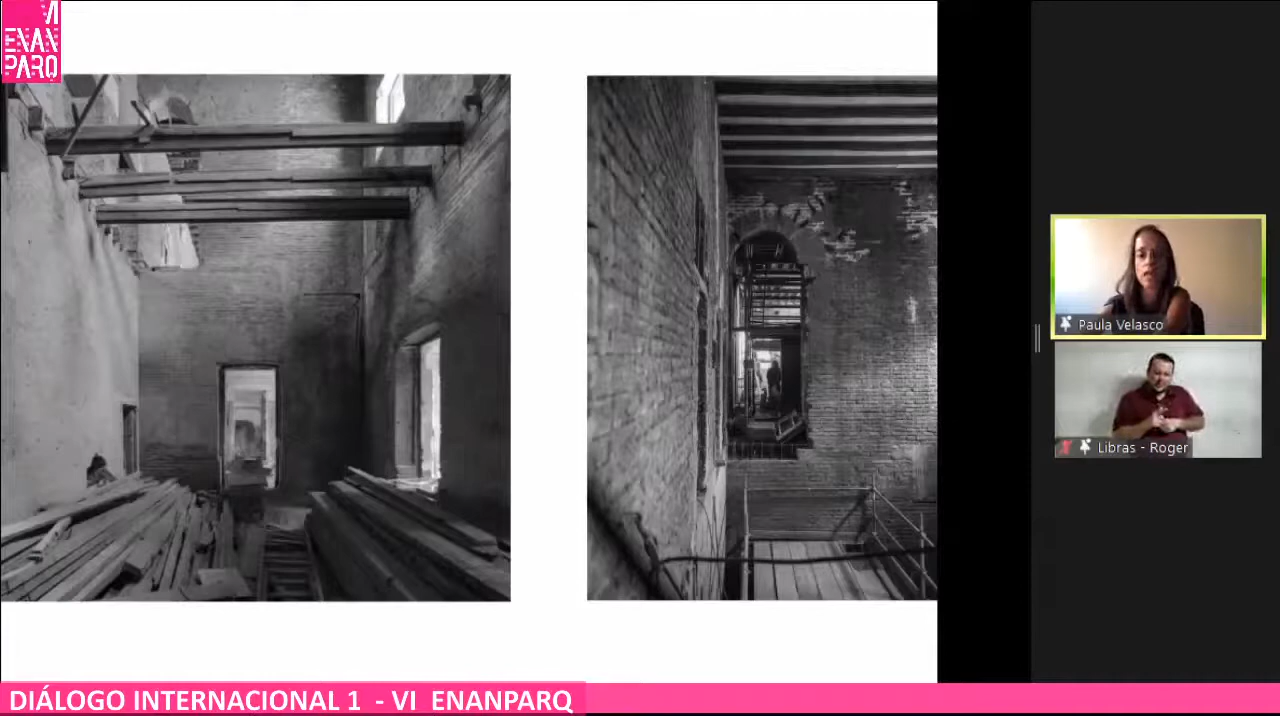 VI
ENAN
PARQ
Paula Velasco
Libras - Roger
DIÁLOGO INTERNACIONAL 1 - VI ENANPARQ